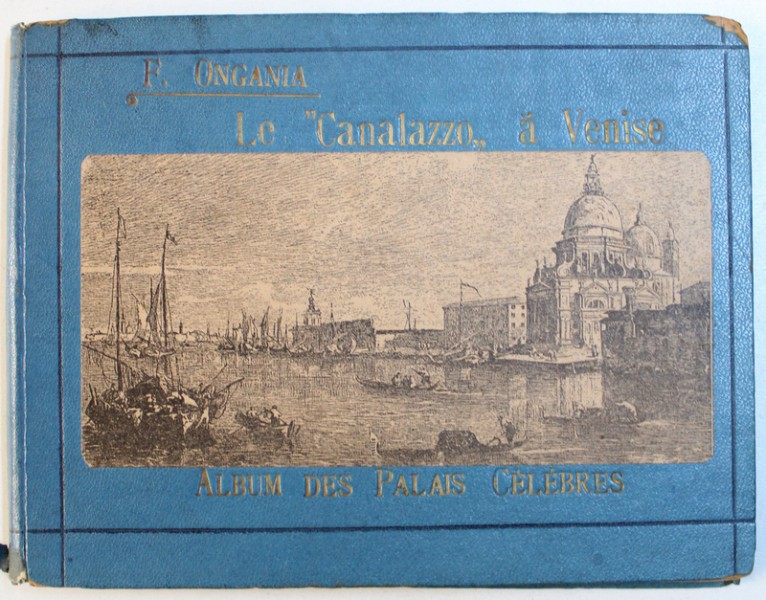 F. ONGANIA
Le "Canalazzo„ à Venise
ALBUM DES PALAIS CÉLÈBRES